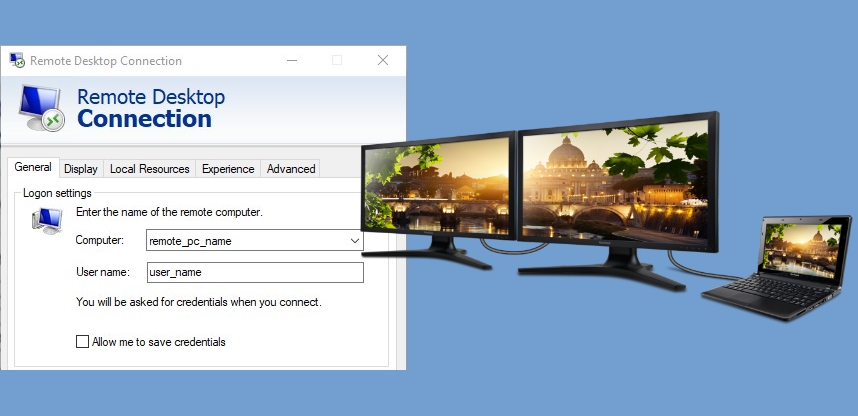 Remote Desktop Connection
Remote Desktop
Connection
General Display Local Resources Experience Advanced
Logon settings
Enter the name of the remote computer.
Computer: remote_pc_name
User name: user_name
You will be asked for credentials when you connect.
Allow me to save credentials